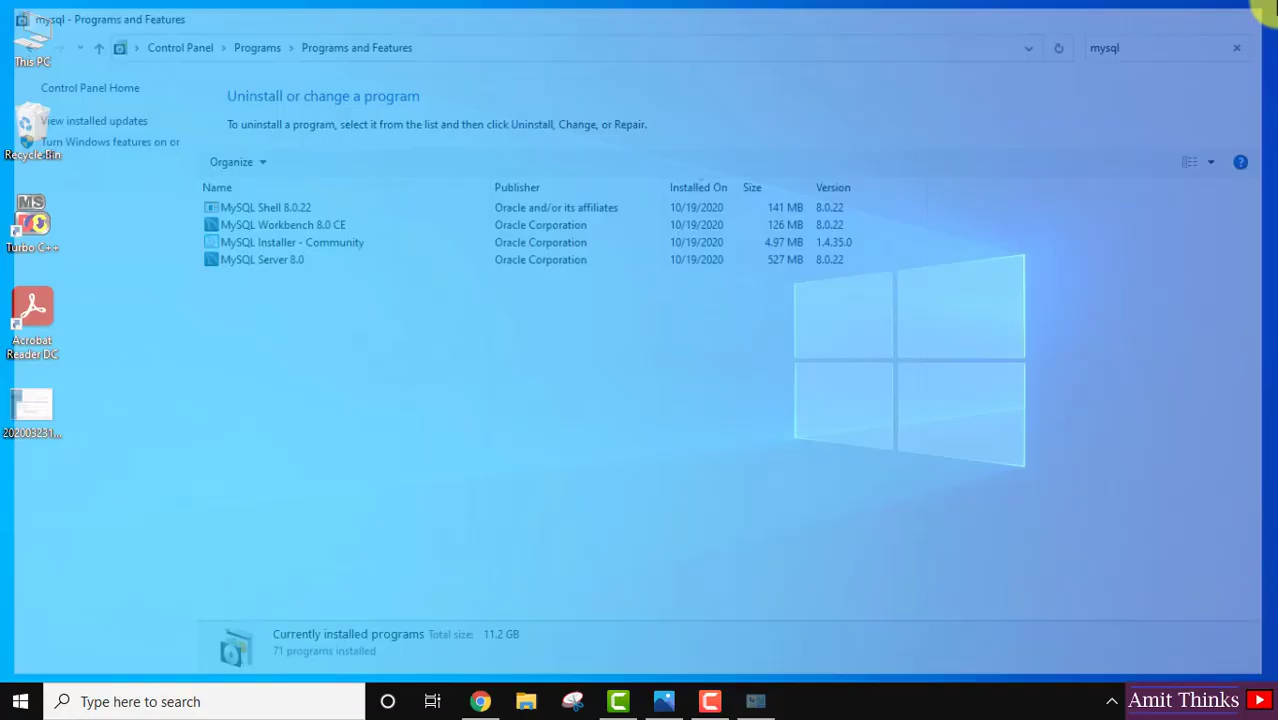 mysql - Programs and Features
Control Panel > Programs > Programs and Features
mysql
This PC
Control Panel Home
View installed updates
Turn Windows features on or
Recycle Bin
Uninstall or change a program
To uninstall a program, select it from the list and then click Uninstall, Change, or Repair.
Organize
Name Publisher Installed On Size Version
MySQL Shell 8.0.22 Oracle and/or its affiliates 10/19/2020 141 MB 8.0.22
MySQL Workbench 8.0 CE Oracle Corporation 10/19/2020 126 MB 8.0.22
MySQL Installer - Community Oracle Corporation 10/19/2020 4.97 MB 1.4.35.0
MySQL Server 8.0 Oracle Corporation 10/19/2020 527 MB 8.0.22
MS
Turbo C++
Acrobat
Reader DC
202003231...
Currently installed programs Total size: 11.2 GB
71 programs installed
Type here to search
Amit Thinks